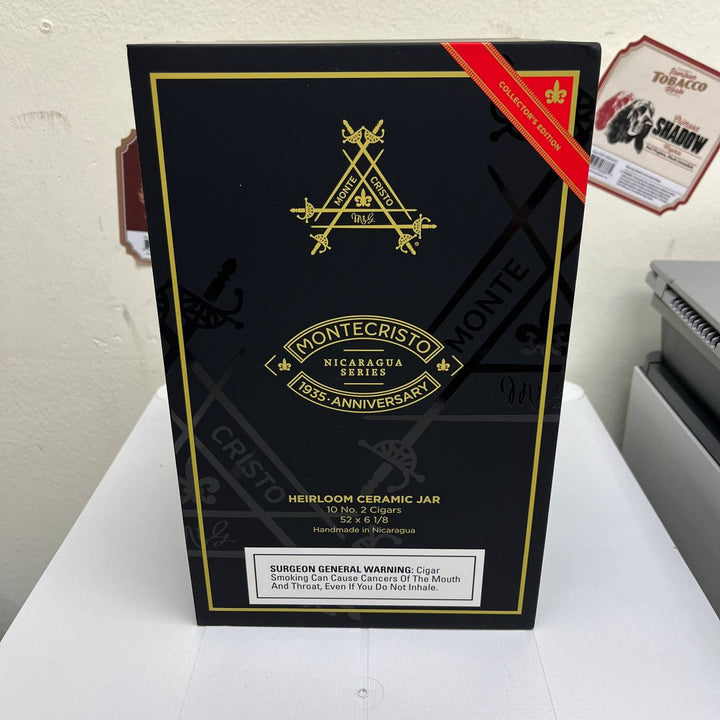 COLLECTOR'S EDITION
MONTE CRISTO
M&G.
MONTECRISTO
NICARAGUA
SERIES
1935 · ANNIVERSARY
HEIRLOOM CERAMIC JAR
10 No. 2 Cigars
52 x 6 1/8
Handmade in Nicaragua
SURGEON GENERAL WARNING: Cigar
Smoking Can Cause Cancers Of The Mouth
And Throat, Even If You Do Not Inhale.
MONTE
CRISTO
TOBACCO
SHADOW